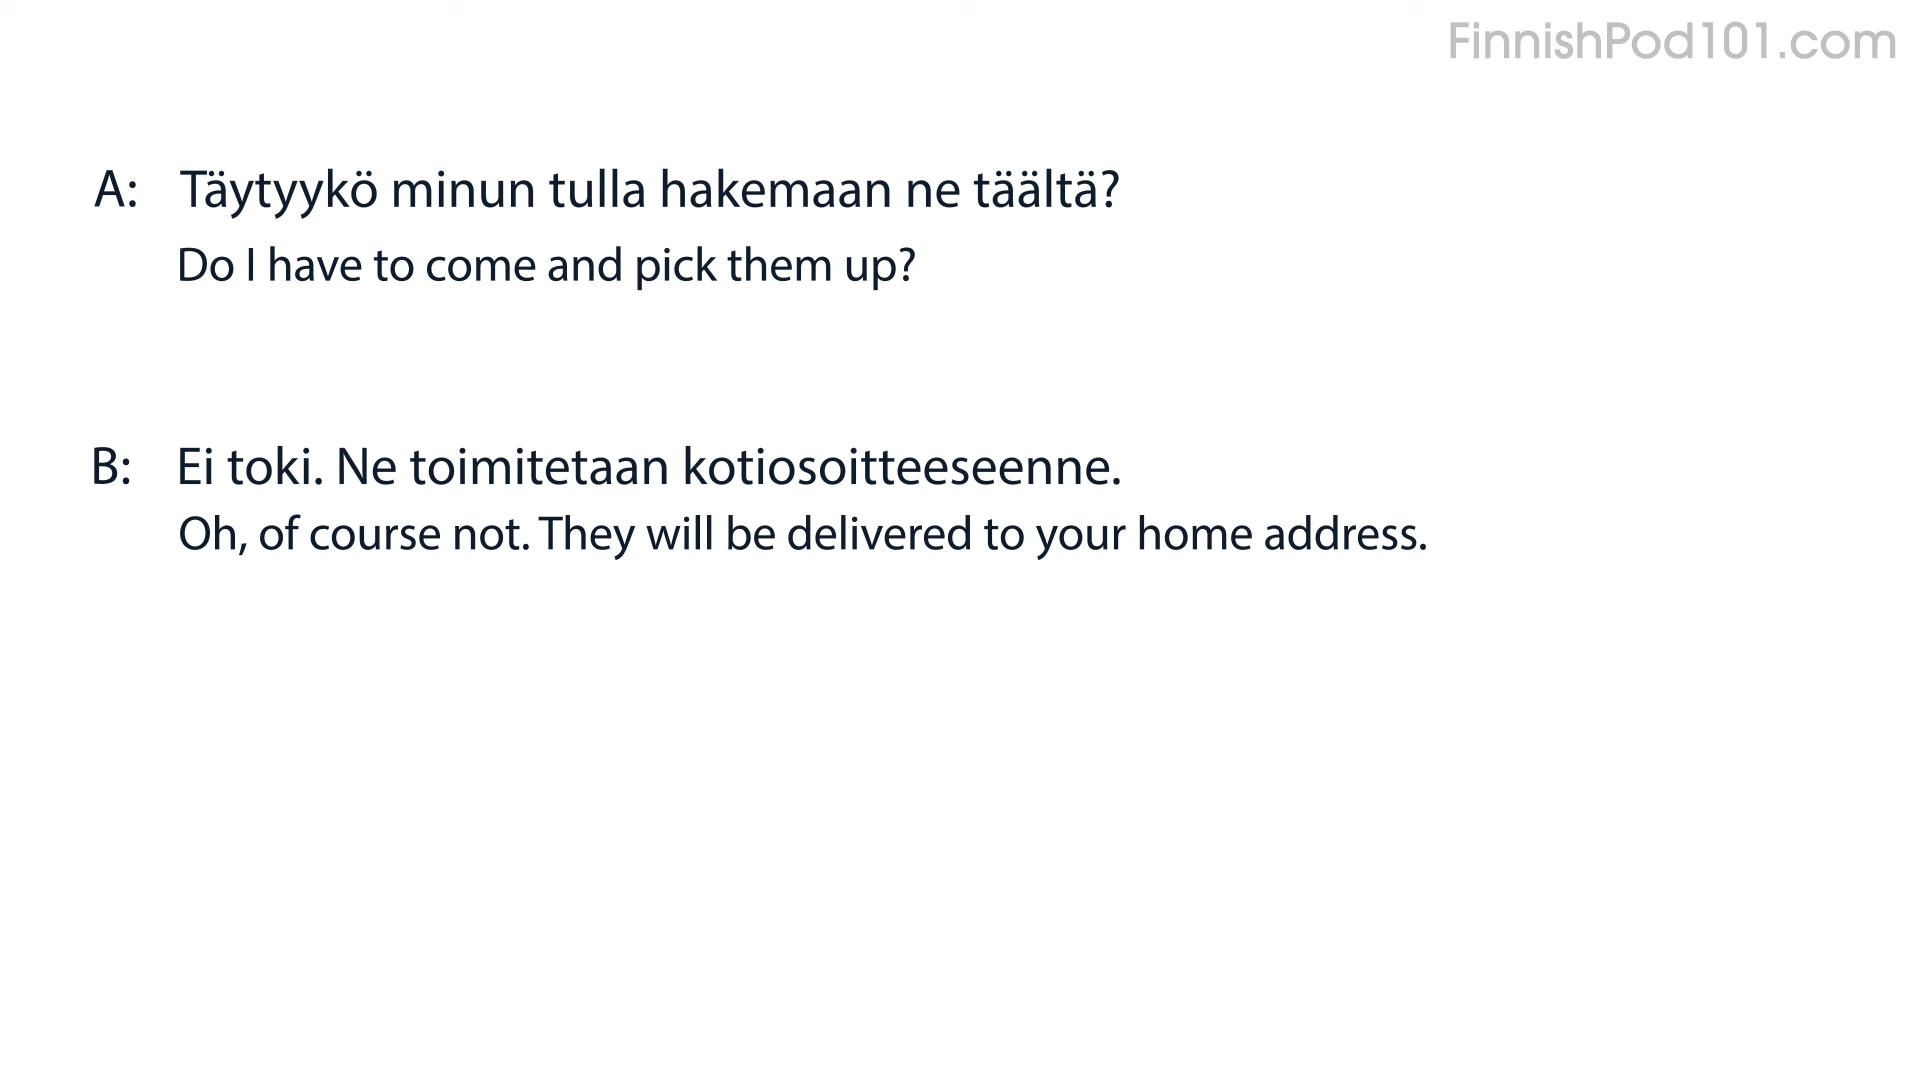 FinnishPod101.com
A: Täytyykö minun tulla hakemaan ne täältä?
Do I have to come and pick them up?
B: Ei toki. Ne toimitetaan kotiosoitteeseenne.
Oh, of course not. They will be delivered to your home address.